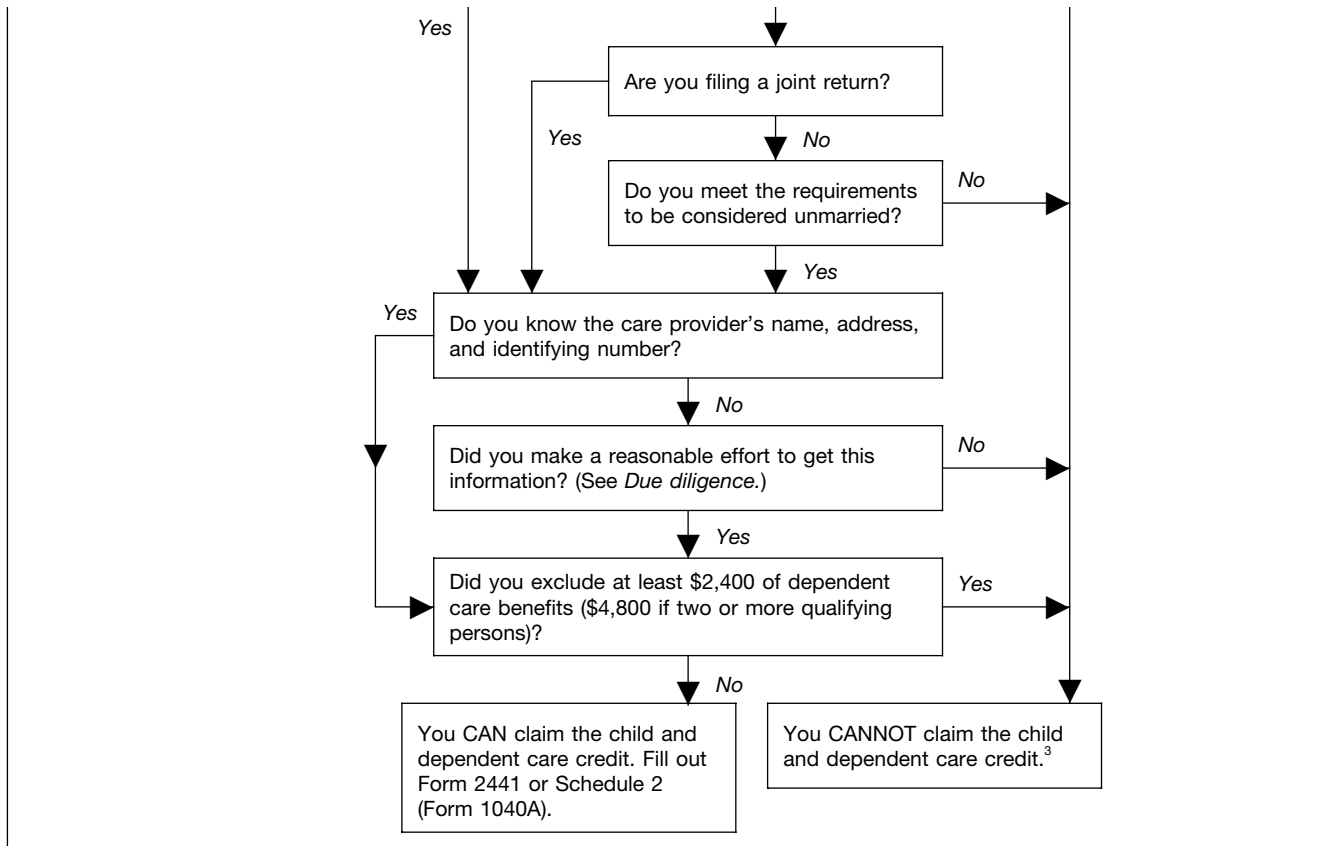 Yes
Are you filing a joint return?
Yes
No
Do you meet the requirements
to be considered unmarried?
No
Yes
Yes
Do you know the care provider’s name, address,
and identifying number?
No
Did you make a reasonable effort to get this
information? (See Due diligence.)
No
Yes
Did you exclude at least $2,400 of dependent
care benefits ($4,800 if two or more qualifying
persons)?
Yes
No
You CAN claim the child and
dependent care credit. Fill out
Form 2441 or Schedule 2
(Form 1040A).
You CANNOT claim the child
and dependent care credit.3